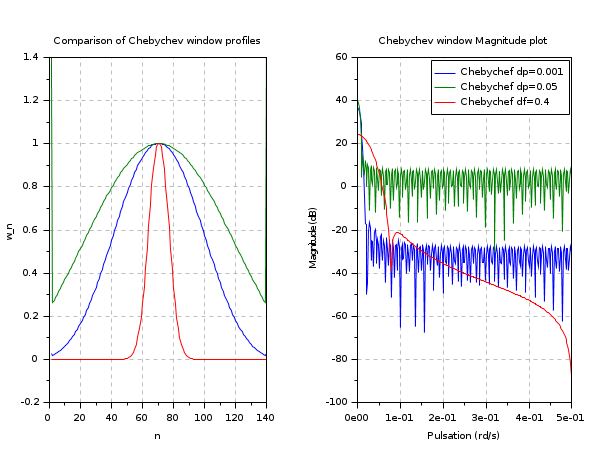 Comparison of Chebychev window profiles
1.4
1.2
1
0.8
0.6
0.4
0.2
0
-0.2
w_n
0 20 40 60 80 100 120 140
n
Chebychev window Magnitude plot
Chebychef dp=0.001
Chebychef dp=0.05
Chebychef df=0.4
60
40
20
0
-20
-40
-60
-80
-100
Magnitude(dB)
0e00 1e-01 2e-01 3e-01 4e-01 5e-01
Pulsation (rd/s)